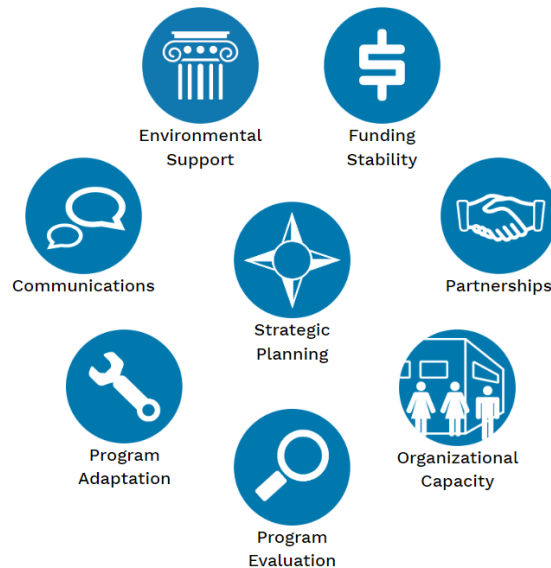 Environmental
Support
Funding
Stability
Communications
Partnerships
Strategic
Planning
Program
Adaptation
Organizational
Capacity
Program
Evaluation